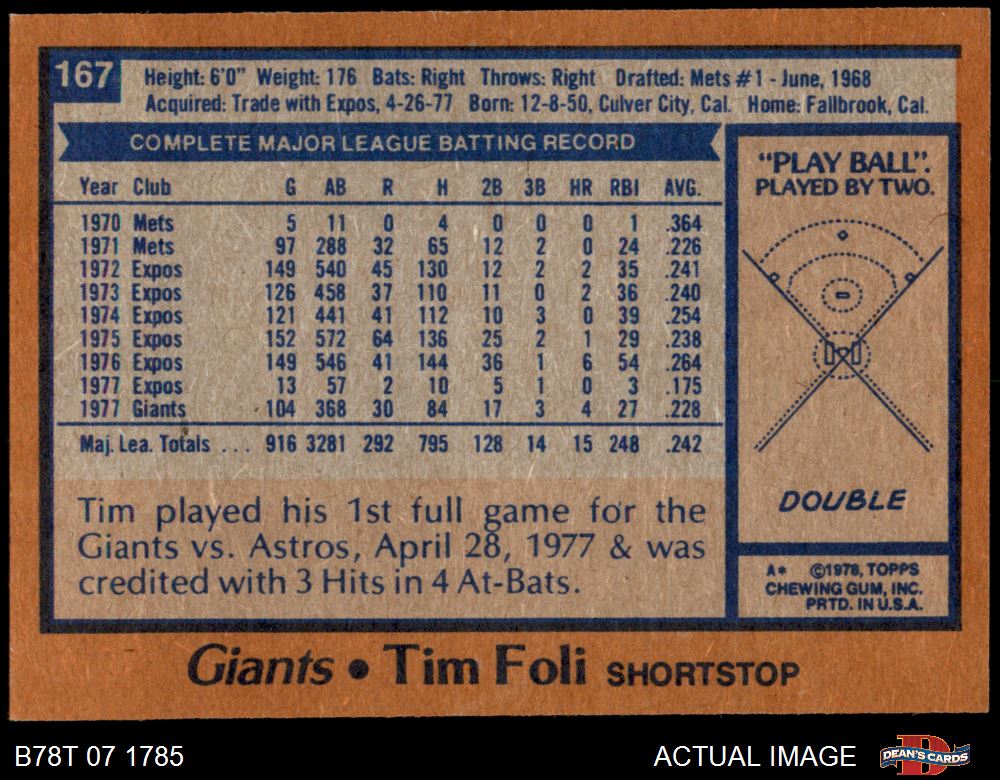 167
Height: 6'0" Weight: 176 Bats: Right Throws: Right Drafted: Mets #1 - June, 1968
Acquired: Trade with Expos, 4-26-77 Born: 12-8-50, Culver City, Cal. Home: Fallbrook, Cal.
COMPLETE MAJOR LEAGUE BATTING RECORD
Year Club G AB R H 2B 3B HR RBI AVG.
1970 Mets 5 11 0 4 0 0 0 1 .364
1971 Mets 97 288 32 65 12 2 0 24 .226
1972 Expos 149 540 45 130 12 2 2 35 .241
1973 Expos 126 458 37 110 11 0 2 36 .240
1974 Expos 121 441 41 112 10 3 0 39 .254
1975 Expos 152 572 64 136 25 2 1 29 .238
1976 Expos 149 546 41 144 36 1 6 54 .264
1977 Expos 13 57 2 10 5 1 0 3 .175
1977 Giants 104 368 30 84 17 3 4 27 .228
Maj. Lea. Totals . . . 916 3281 292 795 128 14 15 248 .242
Tim played his 1st full game for the
Giants vs. Astros, April 28, 1977 & was
credited with 3 Hits in 4 At-Bats.
"PLAY BALL".
PLAYED BY TWO.
DOUBLE
A* ©1978, TOPPS
CHEWING GUM, INC.
PRTD. IN U.S.A.
Giants • Tim Foli SHORTSTOP
B78T 07 1785
ACTUAL IMAGE
D
DEAN'S CARDS